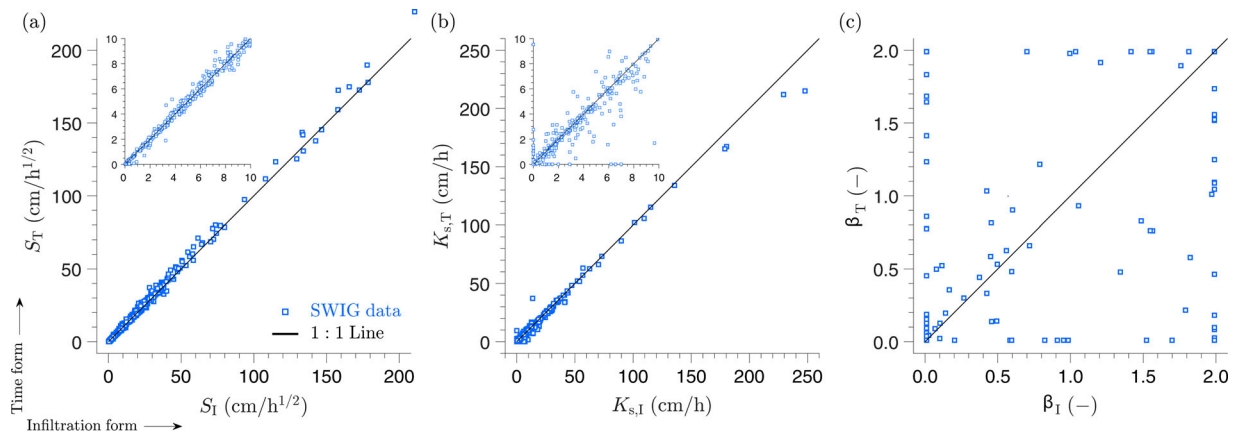 (a)
S_T (cm/h^1/2)
200
150
100
50
0
10
8
6
4
2
0
0 2 4 6 8 10
SWIG data
1 : 1 Line
0 50 100 150 200
S_I (cm/h^1/2)
Time form
Infiltration form
(b)
K_s,T (cm/h)
250
200
150
100
50
0
10
8
6
4
2
0
0 2 4 6 8 10
0 50 100 150 200 250
K_s,I (cm/h)
(c)
β_T (−)
2.0
1.5
1.0
0.5
0.0
0.0 0.5 1.0 1.5 2.0
β_I (−)